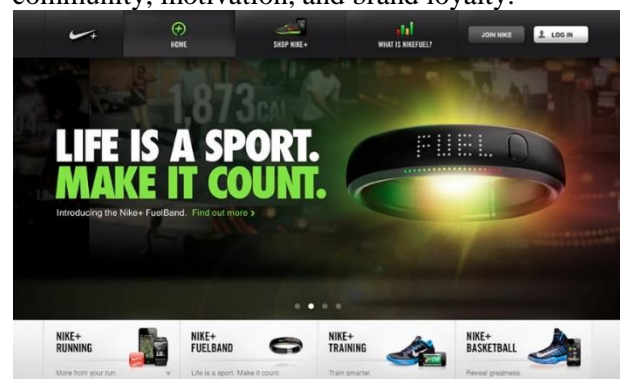 community, motivation, and brand loyalty.
HOME
SHOP NIKE+
WHAT IS NIKEFUEL?
JOIN NIKE
LOG IN
1,873 CAL
LIFE IS A SPORT.
MAKE IT COUNT.
FUEL
Introducing the Nike+ FuelBand. Find out more >
NIKE+
RUNNING
More from your run.
NIKE+
FUELBAND
Life is a sport. Make it count.
NIKE+
TRAINING
Train smarter.
NIKE+
BASKETBALL
Reveal greatness.